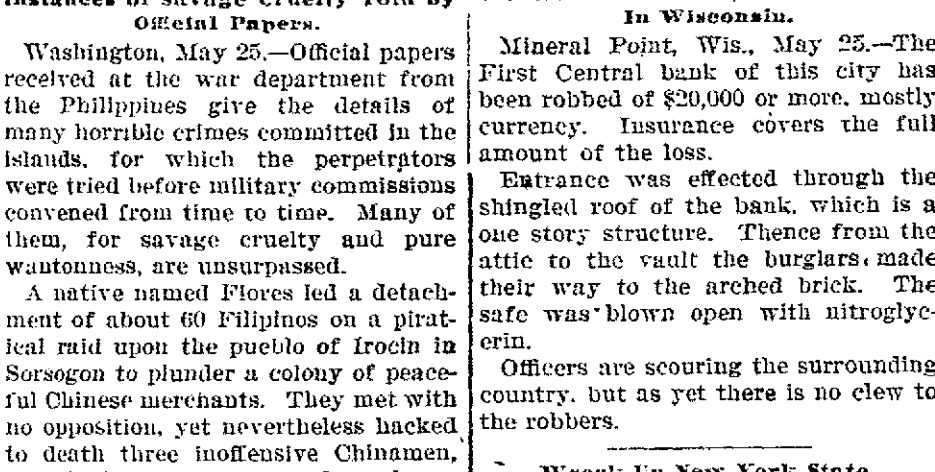 Official Papers.
Washington, May 25.—Official papers
received at the war department from
the Philippines give the details of
many horrible crimes committed in the
islands, for which the perpetrators
were tried before military commissions
convened from time to time. Many of
them, for savage cruelty and pure
wantonness, are unsurpassed.
A native named Flores led a detach-
ment of about 60 Filipinos on a pirat-
ical raid upon the pueblo of Irocin in
Sorsogon to plunder a colony of peace-
ful Chinese merchants. They met with
no opposition, yet nevertheless hacked
to death three inoffensive Chinamen,
In Wisconsin.
Mineral Point, Wis., May 25.—The
First Central bank of this city has
been robbed of $20,000 or more, mostly
currency. Insurance covers the full
amount of the loss.
Entrance was effected through the
shingled roof of the bank, which is a
one story structure. Thence from the
attic to the vault the burglars made
their way to the arched brick. The
safe was blown open with nitroglyc-
erin.
Officers are scouring the surrounding
country, but as yet there is no clew to
the robbers.